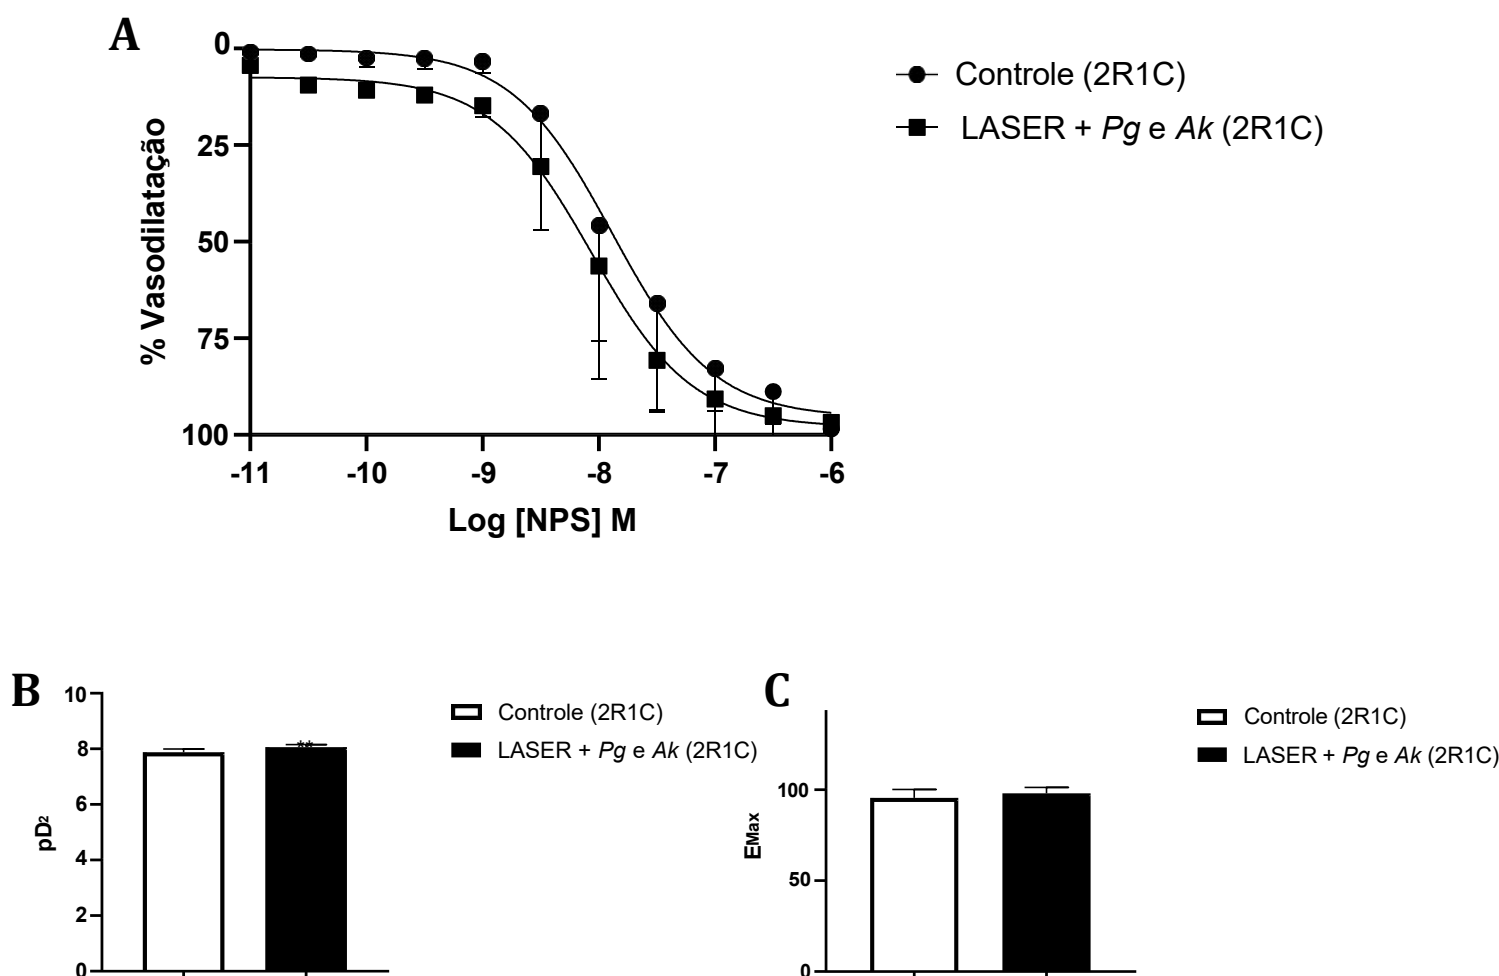 A
0
25
50
75
100
% Vasodilatação
-11 -10 -9 -8 -7 -6
Log [NPS] M
Controle (2R1C)
LASER + Pg e Ak (2R1C)
B
10
8
6
4
2
0
pD2
**
Controle (2R1C)
LASER + Pg e Ak (2R1C)
C
100
50
0
EMax
Controle (2R1C)
LASER + Pg e Ak (2R1C)